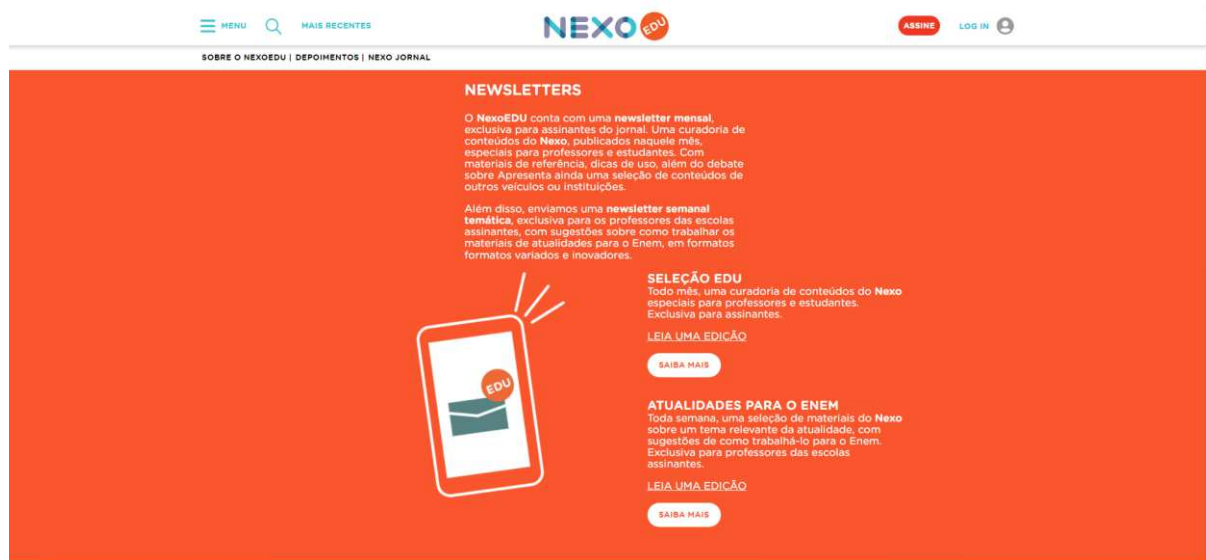 MENU MAIS RECENTES NEXO EDU ASSINE LOG IN
SOBRE O NEXOEDU | DEPOIMENTOS | NEXO JORNAL
NEWSLETTERS
O NexoEDU conta com uma newsletter mensal,
exclusiva para assinantes do jornal. Uma curadoria de
conteúdos do Nexo, publicados naquele mês,
especiais para professores e estudantes. Com
materiais de referência, dicas de uso, além do debate
sobre Apresenta ainda uma seleção de conteúdos de
outros veículos ou instituições.
Além disso, enviamos uma newsletter semanal
temática, exclusiva para os professores das escolas
assinantes, com sugestões sobre como trabalhar os
materiais de atualidades para o Enem, em formatos
formatos variados e inovadores.
EDU
SELEÇÃO EDU
Todo mês, uma curadoria de conteúdos do Nexo
especiais para professores e estudantes.
Exclusiva para assinantes.
LEIA UMA EDIÇÃO
SAIBA MAIS
ATUALIDADES PARA O ENEM
Toda semana, uma seleção de materiais do Nexo
sobre um tema relevante da atualidade, com
sugestões de como trabalhá-lo para o Enem.
Exclusiva para professores das escolas
assinantes.
LEIA UMA EDIÇÃO
SAIBA MAIS